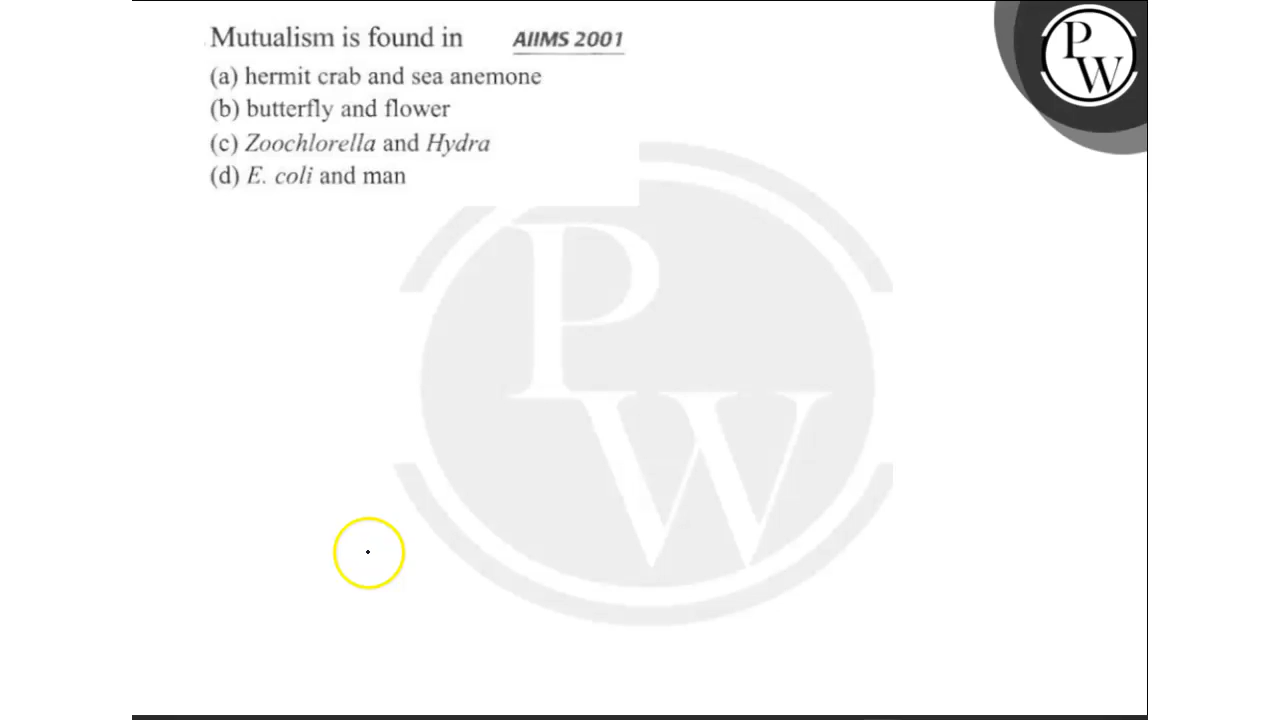 Mutualism is found in AIIMS 2001
(a) hermit crab and sea anemone
(b) butterfly and flower
(c) Zoochlorella and Hydra
(d) E. coli and man
PW
PW